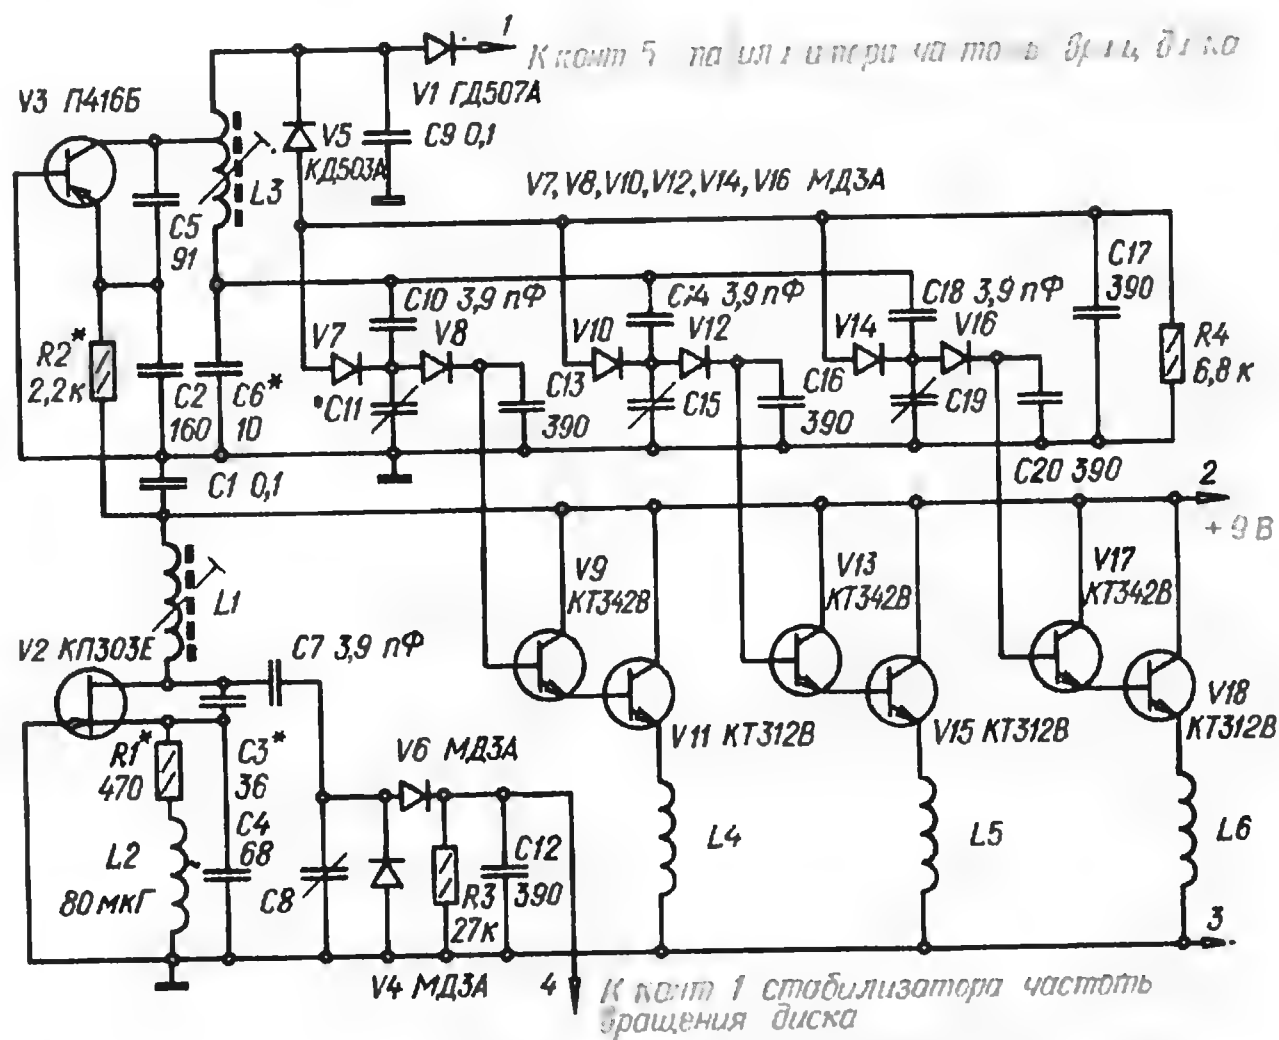 1
К конт 5
V3 П416Б
V1 ГД507А
V5
КД503А
C9 0,1
L3
V7, V8, V10, V12, V14, V16 МД3А
C5
91
C17
390
C10 3,9 пФ
C14 3,9 пФ
C18 3,9 пФ
V7
V8
V10
V12
V14
V16
R2*
2,2 к
R4
6,8 к
C2
160
C6*
10
*C11
C13
390
C15
C16
390
C19
C20 390
C1 0,1
2
+ 9 В
L1
V9
КТ342В
V13
КТ342В
V17
КТ342В
V2 КП303Е
C7 3,9 пФ
V11 КТ312В
V15 КТ312В
V18
КТ312В
R1*
470
C3*
36
V6 МД3А
C4
68
L2
80 мкГ
C8
R3
27к
C12
390
L4
L5
L6
3
V4 МД3А
4
К конт 1 стабилизатора частоть
вращения диска